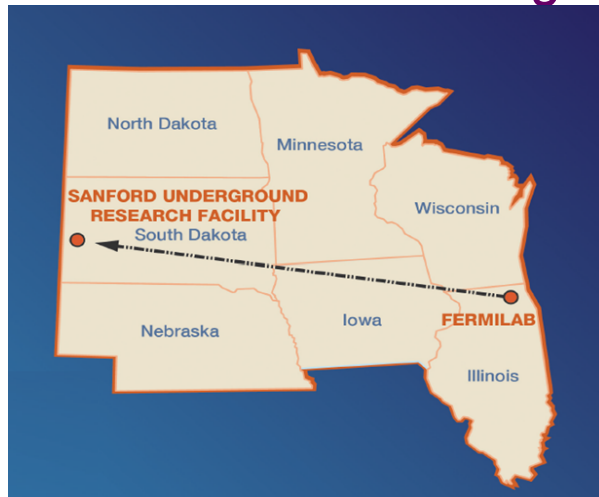 North Dakota
Minnesota
SANFORD UNDERGROUND
RESEARCH FACILITY
Wisconsin
South Dakota
Nebraska
Iowa
FERMILAB
Illinois